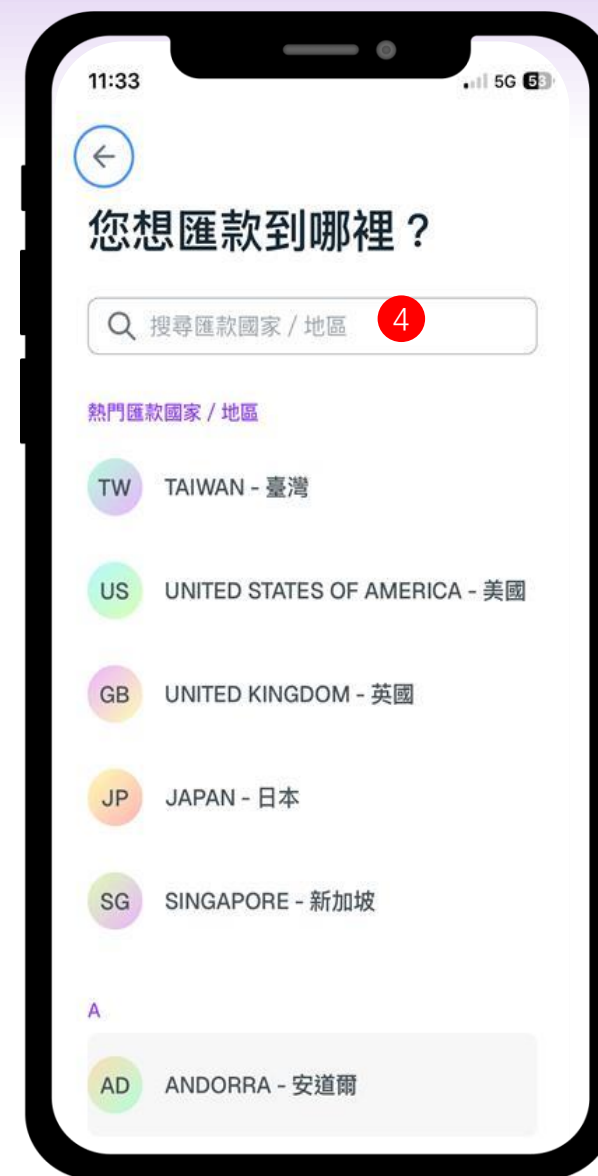 11:33
5G 53
您想匯款到哪裡？
搜尋匯款國家 / 地區
4
熱門匯款國家 / 地區
TW TAIWAN - 臺灣
US UNITED STATES OF AMERICA - 美國
GB UNITED KINGDOM - 英國
JP JAPAN - 日本
SG SINGAPORE - 新加坡
A
AD ANDORRA - 安道爾